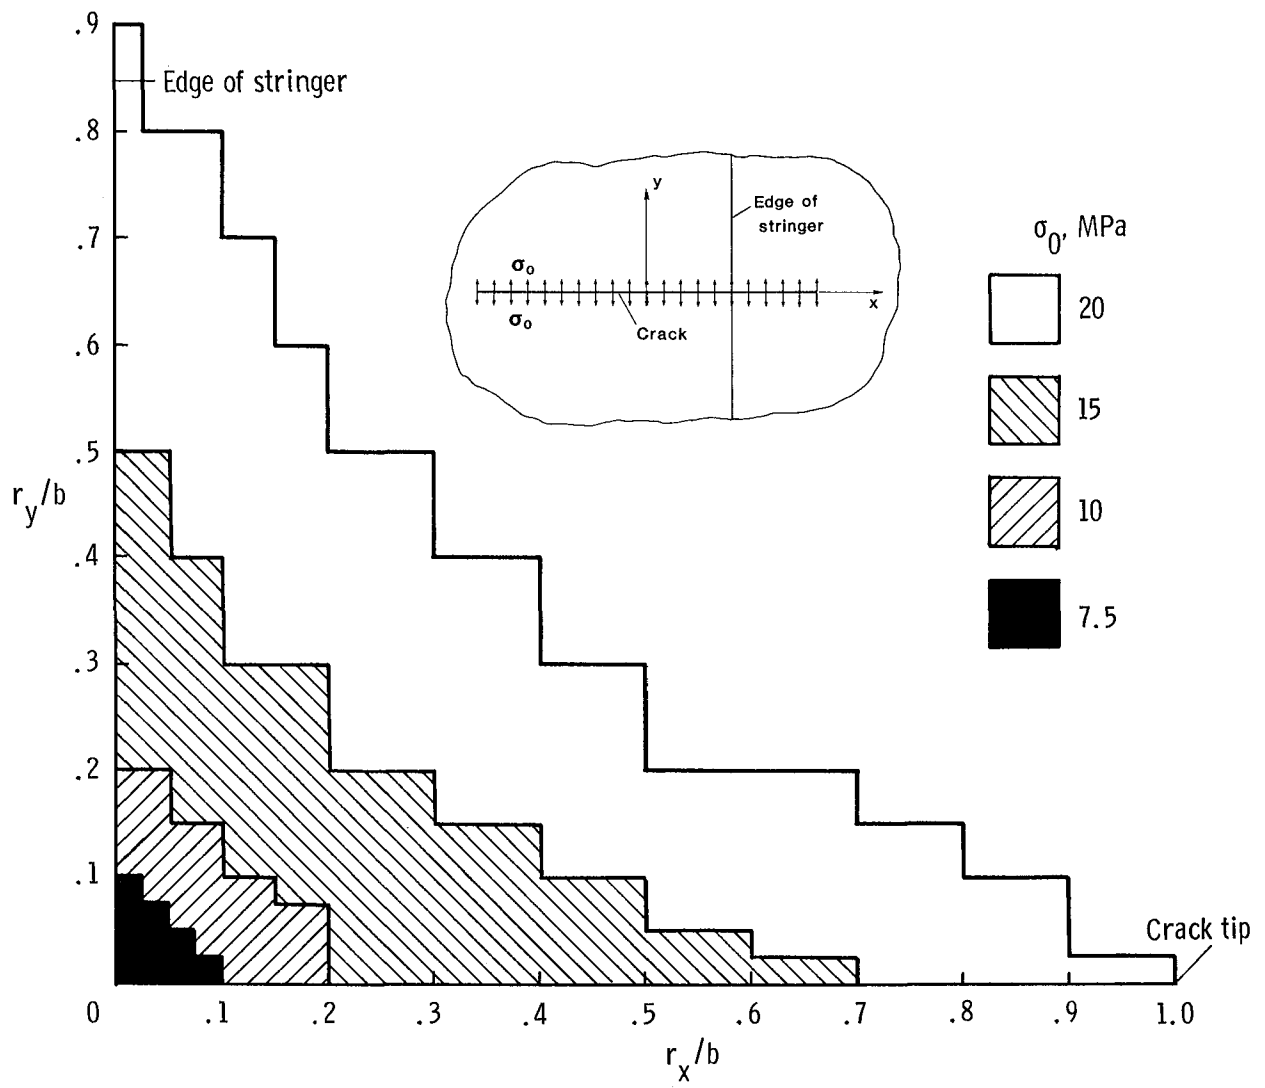 .9
Edge of stringer
.8
.7
.6
.5
r_y/b
.4
.3
.2
.1
0
.1
.2
.3
.4
.5
.6
.7
.8
.9
1.0
r_x/b
Crack tip
y
Edge of
stringer
σ₀
x
σ₀
Crack
σ₀, MPa
20
15
10
7.5